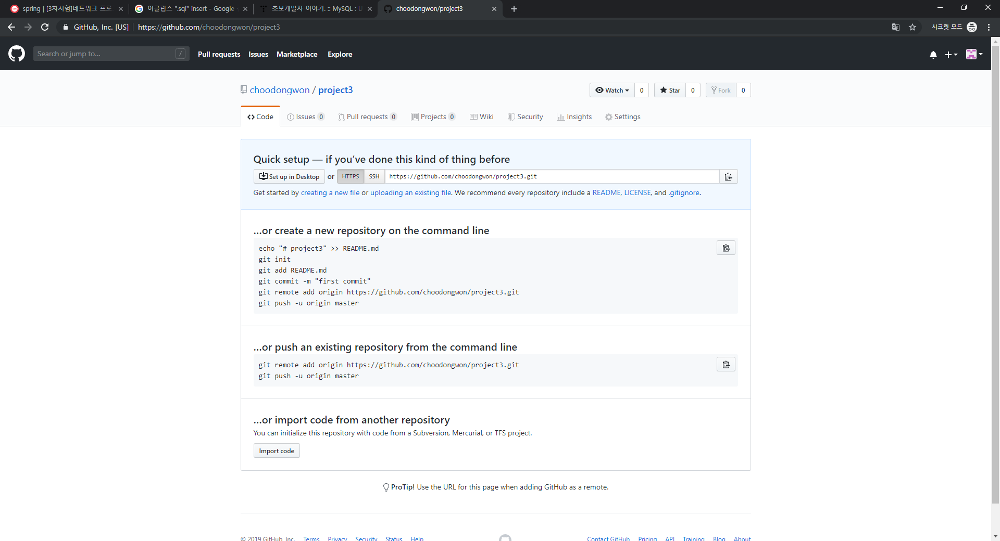 spring | [3차시험]네트워크 프로
이클립스 ".sql" insert - Google
초보개발자 이야기. :: MySQL : U
choodongwon/project3
GitHub, Inc. [US]
https://github.com/choodongwon/project3
시크릿 모드
Search or jump to...
/
Pull requests
Issues
Marketplace
Explore
choodongwon / project3
Watch 0
Star 0
Fork 0
Code
Issues 0
Pull requests 0
Projects 0
Wiki
Security
Insights
Settings
Quick setup — if you’ve done this kind of thing before
Set up in Desktop or HTTPS SSH https://github.com/choodongwon/project3.git
Get started by creating a new file or uploading an existing file. We recommend every repository include a README, LICENSE, and .gitignore.
…or create a new repository on the command line
echo "# project3" >> README.md
git init
git add README.md
git commit -m "first commit"
git remote add origin https://github.com/choodongwon/project3.git
git push -u origin master
…or push an existing repository from the command line
git remote add origin https://github.com/choodongwon/project3.git
git push -u origin master
…or import code from another repository
You can initialize this repository with code from a Subversion, Mercurial, or TFS project.
Import code
ProTip! Use the URL for this page when adding GitHub as a remote.
© 2019 GitHub, Inc.
Terms
Privacy
Security
Status
Help
Contact GitHub
Pricing
API
Training
Blog
About